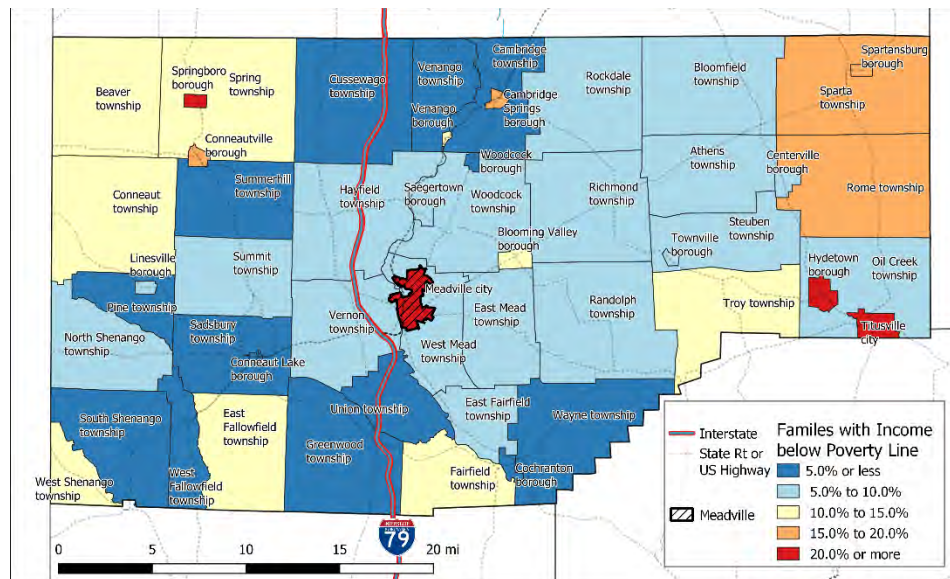 Beaver
township
Springboro
borough
Spring
township
Cussewago
township
Venango
township
Cambridge
township
Rockdale
township
Bloomfield
township
Spartansburg
borough
Sparta
township
Venango
borough
Cambridge
Springs
borough
Conneautville
borough
Woodcock
borough
Athens
township
Centerville
borough
Conneaut
township
Summerhill
township
Hayfield
township
Saegertown
borough
Woodcock
township
Richmond
township
Rome township
Steuben
township
Blooming Valley
borough
Townville
borough
Linesville
borough
Summit
township
Hydetown
borough
Oil Creek
township
Meadville city
Pine township
East Mead
township
Randolph
township
Troy township
North Shenango
township
Sadsbury
township
Vernon
township
West Mead
township
Titusville
city
Conneaut Lake
borough
South Shenango
township
East
Fallowfield
township
Union township
East Fairfield
township
Wayne township
Greenwood
township
West Shenango
township
West
Fallowfield
township
Fairfield
township
Cochranton
borough
Interstate
State Rt or
US Highway
Meadville
Familes with Income
below Poverty Line
5.0% or less
5.0% to 10.0%
10.0% to 15.0%
15.0% to 20.0%
20.0% or more
INTERSTATE
79
0 5 10 15 20 mi